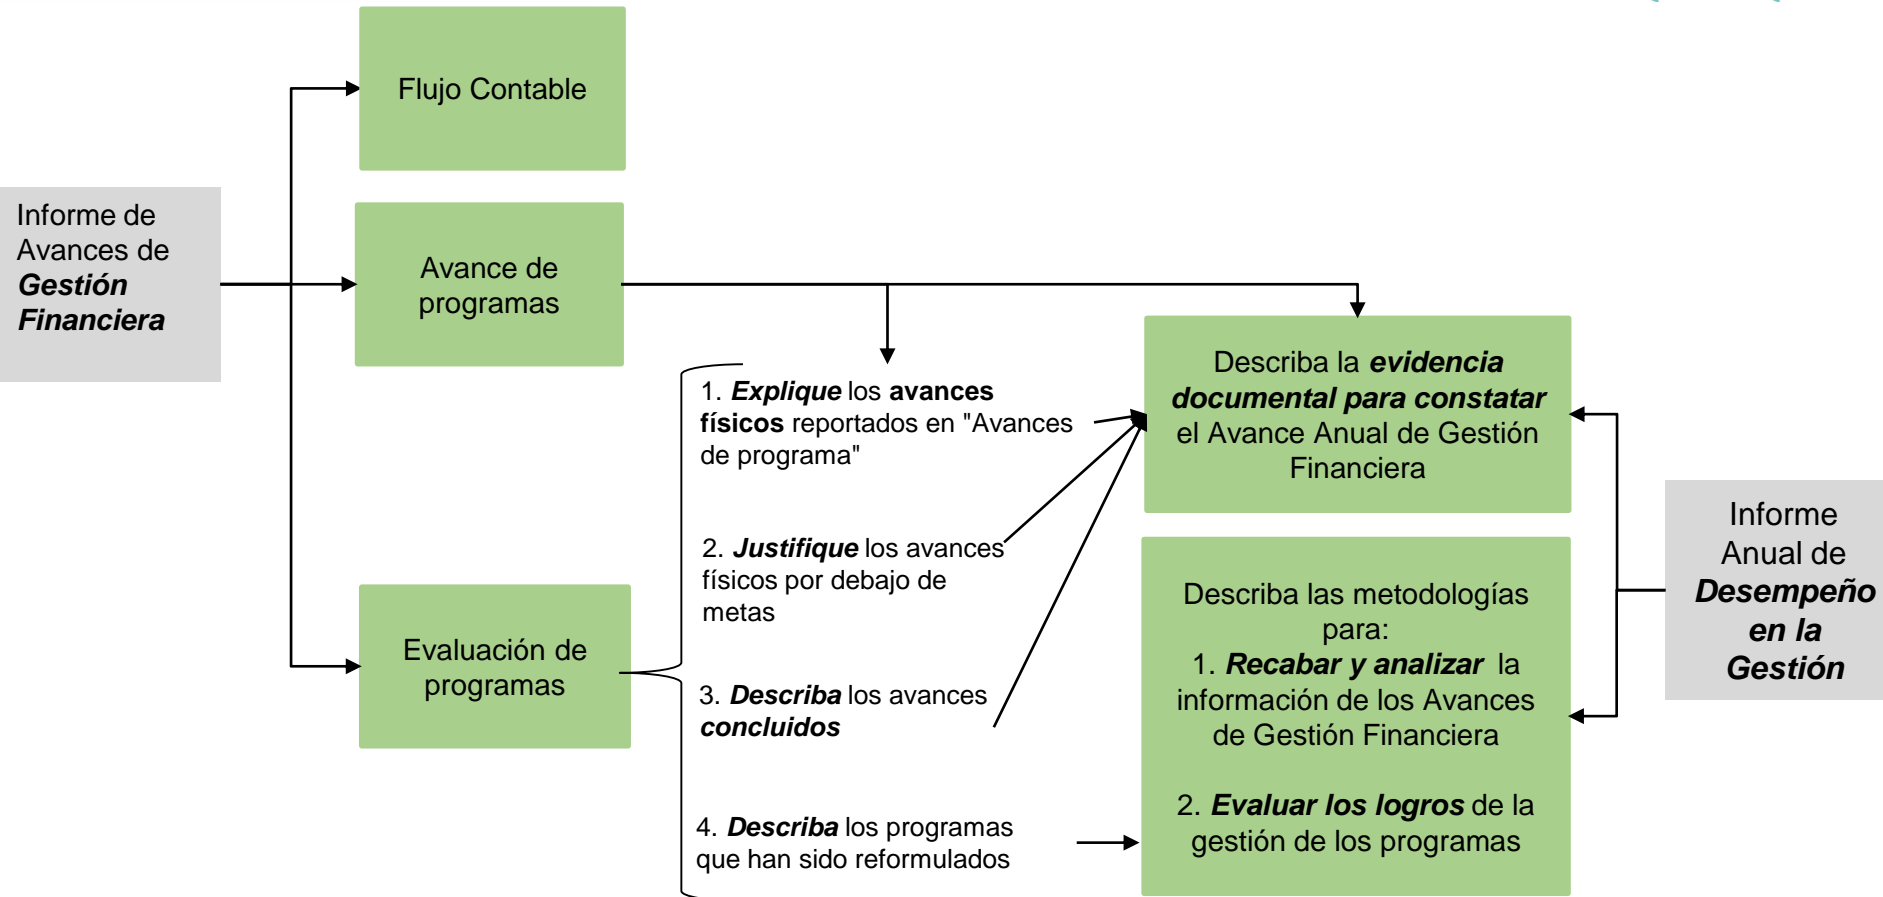 Flujo Contable
Informe de
Avances de
Gestión
Financiera
Avance de
programas
Evaluación de
programas
1. Explique los avances
físicos reportados en "Avances
de programa"
2. Justifique los avances
físicos por debajo de
metas
3. Describa los avances
concluidos
4. Describa los programas
que han sido reformulados
Describa la evidencia
documental para constatar
el Avance Anual de Gestión
Financiera
Describa las metodologías
para:
1. Recabar y analizar la
información de los Avances
de Gestión Financiera
2. Evaluar los logros de la
gestión de los programas
Informe
Anual de
Desempeño
en la
Gestión